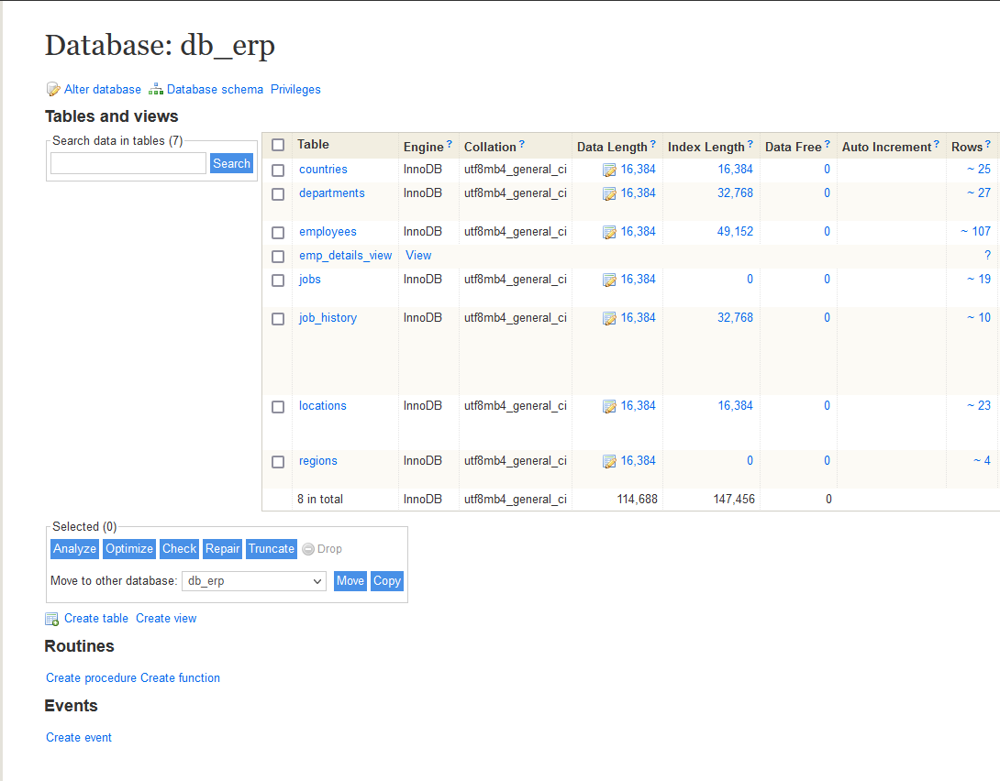 Database: db_erp
Alter database Database schema Privileges
Tables and views
Search data in tables (7)
Search
Table Engine? Collation? Data Length? Index Length? Data Free? Auto Increment? Rows?
countries InnoDB utf8mb4_general_ci 16,384 16,384 0 ~ 25
departments InnoDB utf8mb4_general_ci 16,384 32,768 0 ~ 27
employees InnoDB utf8mb4_general_ci 16,384 49,152 0 ~ 107
emp_details_view View ?
jobs InnoDB utf8mb4_general_ci 16,384 0 0 ~ 19
job_history InnoDB utf8mb4_general_ci 16,384 32,768 0 ~ 10
locations InnoDB utf8mb4_general_ci 16,384 16,384 0 ~ 23
regions InnoDB utf8mb4_general_ci 16,384 0 0 ~ 4
8 in total InnoDB utf8mb4_general_ci 114,688 147,456 0
Selected (0)
Analyze Optimize Check Repair Truncate Drop
Move to other database: db_erp Move Copy
Create table Create view
Routines
Create procedure Create function
Events
Create event